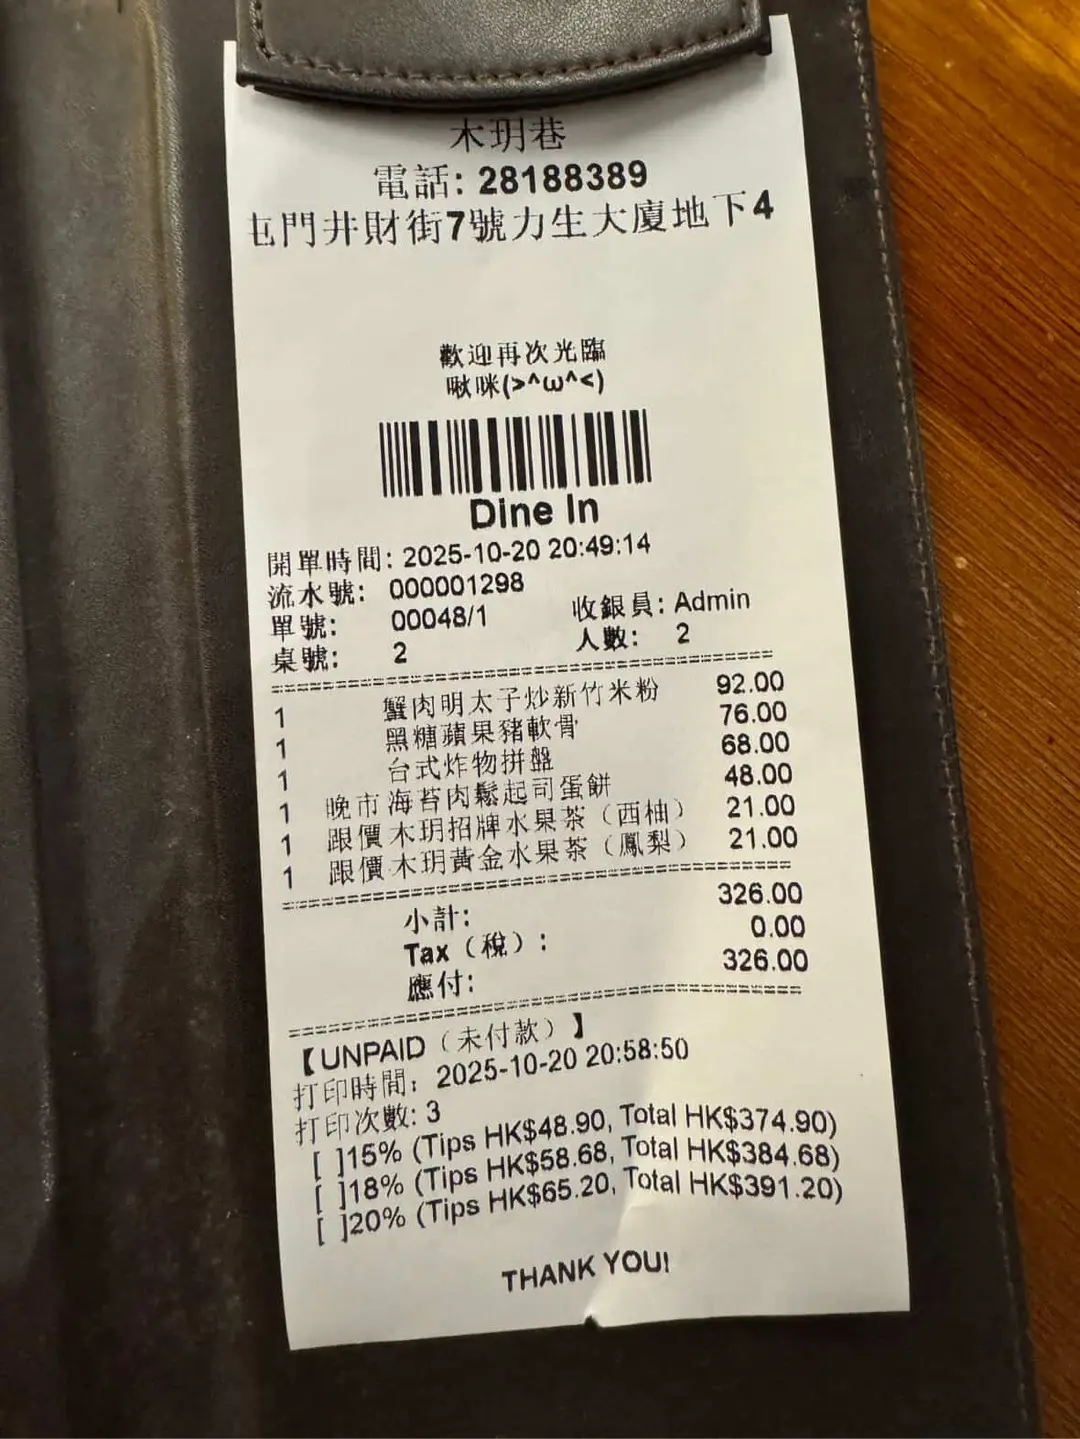 木玥巷
電話: 28188389
屯門井財街7號力生大廈地下4
歡迎再次光臨
啾咪(>^ω^<)
Dine In
開單時間: 2025-10-20 20:49:14
流水號: 000001298
單號: 00048/1 收銀員: Admin
桌號: 2 人數: 2
1 蟹肉明太子炒新竹米粉 92.00
1 黑糖蘋果豬軟骨 76.00
1 台式炸物拼盤 68.00
1 晚市海苔肉鬆起司蛋餅 48.00
1 跟價木玥招牌水果茶（西柚） 21.00
1 跟價木玥黃金水果茶（鳳梨） 21.00
小計: 326.00
Tax（稅）: 0.00
應付: 326.00
【UNPAID（未付款）】
打印時間: 2025-10-20 20:58:50
打印次數: 3
[ ]15% (Tips HK$48.90, Total HK$374.90)
[ ]18% (Tips HK$58.68, Total HK$384.68)
[ ]20% (Tips HK$65.20, Total HK$391.20)
THANK YOU!